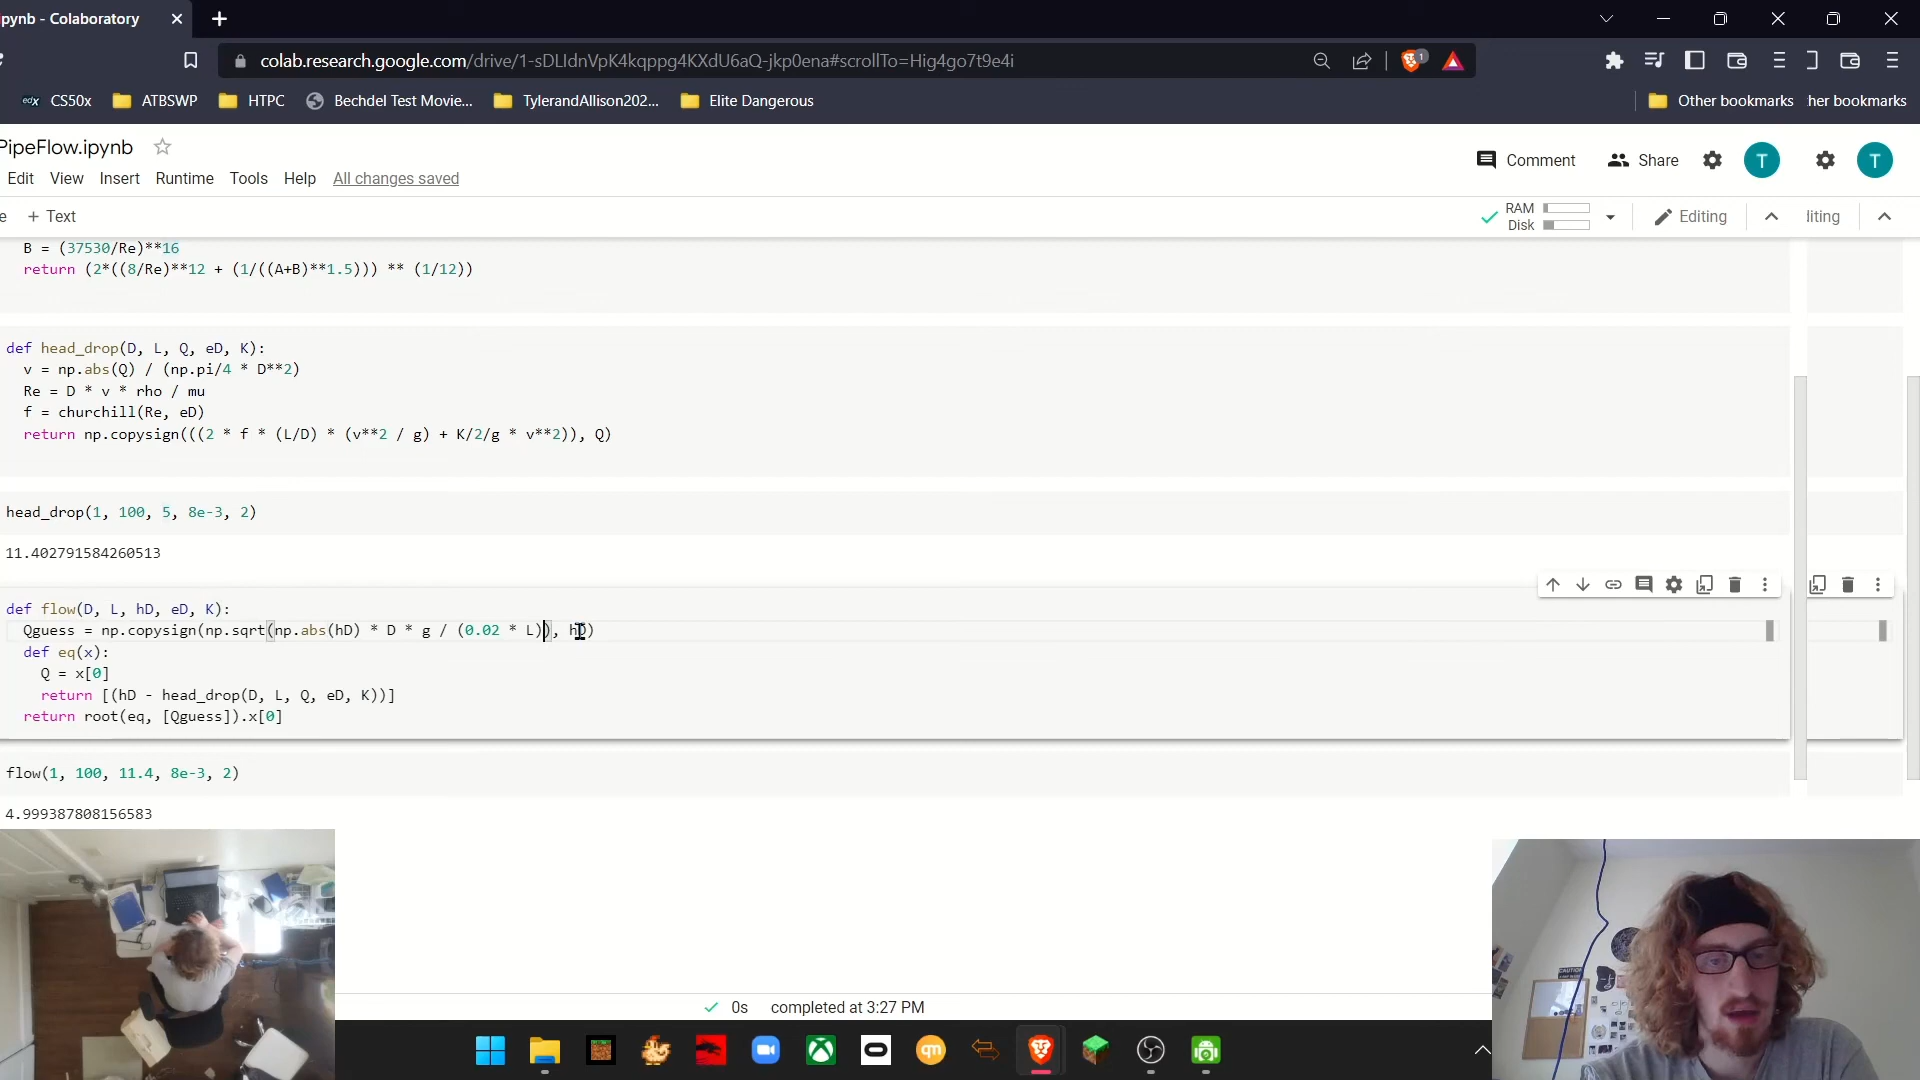 pynb - Colaboratory
colab.research.google.com/drive/1-sDLIdnVpK4kqppg4KXdU6aQ-jkp0ena#scrollTo=Hig4go7t9e4i
1
edx CS50x ATBSWP HTPC Bechdel Test Movie... TylerandAllison202... Elite Dangerous Other bookmarks her bookmarks
PipeFlow.ipynb
Comment Share T T
Edit View Insert Runtime Tools Help All changes saved
e + Text RAM Disk Editing liting
B = (37530/Re)**16
return (2*((8/Re)**12 + (1/((A+B)**1.5))) ** (1/12))
def head_drop(D, L, Q, eD, K):
v = np.abs(Q) / (np.pi/4 * D**2)
Re = D * v * rho / mu
f = churchill(Re, eD)
return np.copysign(((2 * f * (L/D) * (v**2 / g) + K/2/g * v**2)), Q)
head_drop(1, 100, 5, 8e-3, 2)
11.402791584260513
def flow(D, L, hD, eD, K):
Qguess = np.copysign(np.sqrt(np.abs(hD) * D * g / (0.02 * L)), hD)
def eq(x):
Q = x[0]
return [(hD - head_drop(D, L, Q, eD, K))]
return root(eq, [Qguess]).x[0]
flow(1, 100, 11.4, 8e-3, 2)
4.999387808156583
CAUTION
0s completed at 3:27 PM
qm